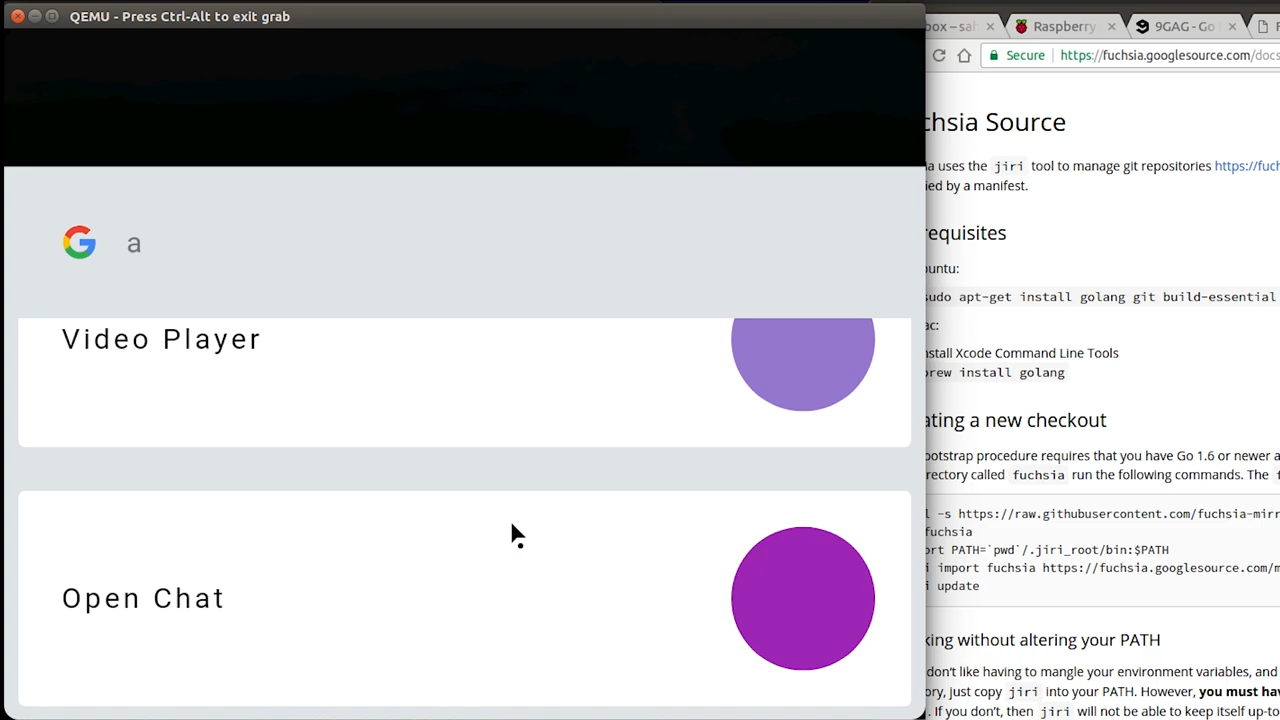 QEMU - Press Ctrl-Alt to exit grab
a
Video Player
Open Chat
Raspberry
9GAG - Go
Secure
https://fuchsia.googlesource.com/docs
chsia Source
uses the jiri tool to manage git repositories https://fuch
ied by a manifest.
requisites
buntu:
sudo apt-get install golang git build-essential
ac:
nstall Xcode Command Line Tools
brew install golang
ating a new checkout
ootstrap procedure requires that you have Go 1.6 or newer a
rectory called fuchsia run the following commands. The f
l -s https://raw.githubusercontent.com/fuchsia-mirr
fuchsia
ort PATH=`pwd`/.jiri_root/bin:$PATH
i import fuchsia https://fuchsia.googlesource.com/m
i update
king without altering your PATH
don't like having to mangle your environment variables, and
ory, just copy jiri into your PATH. However, you must hav
. If you don't, then jiri will not be able to keep itself up-to